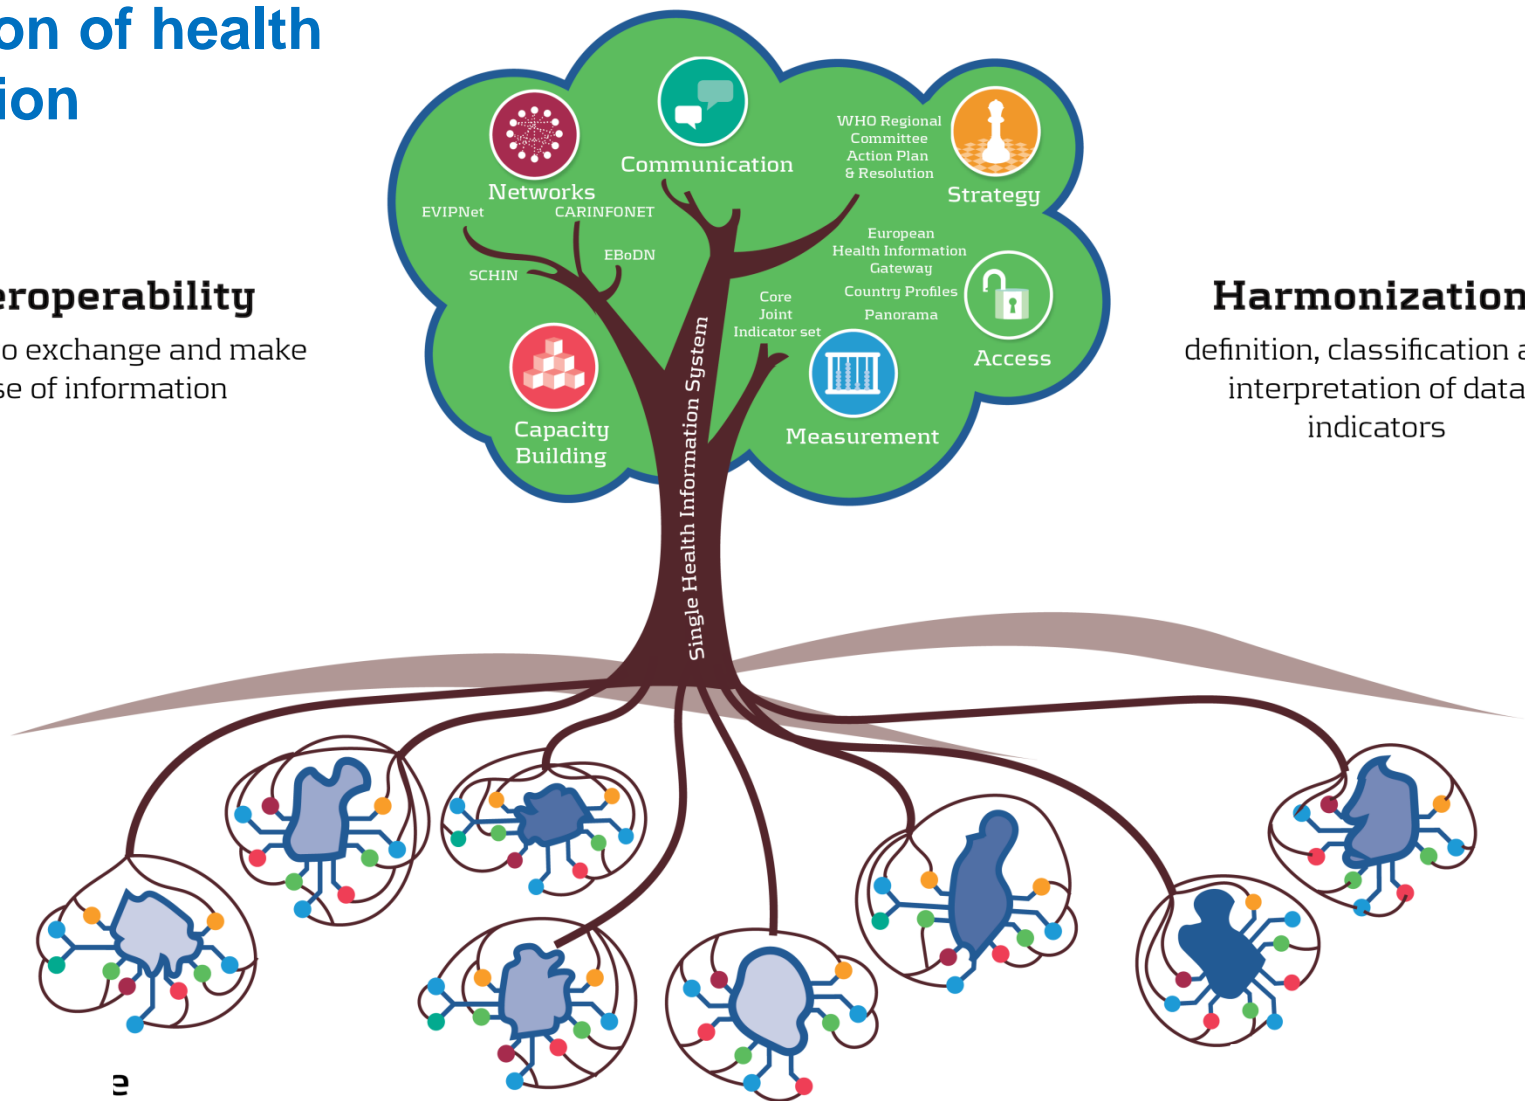 on of health
tion
Communication
WHO Regional
Committee
Action Plan
& Resolution
Strategy
Networks
EVIPNet
CARINFONET
SCHIN
EBoDN
European
Health Information
Gateway
Country Profiles
Panorama
Access
Core
Joint
Indicator set
Measurement
Capacity
Building
Single Health Information System
eroperability
o exchange and make
se of information
Harmonization
definition, classification a
interpretation of data
indicators
e